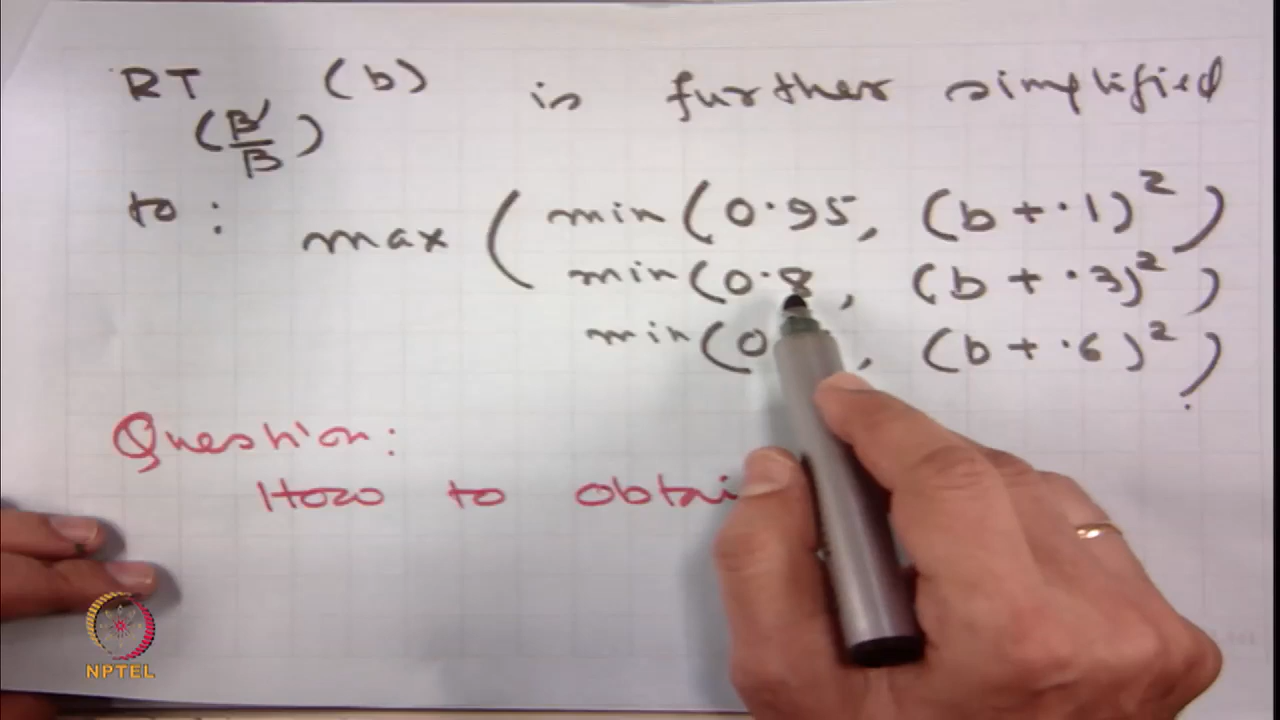 RT (B'/B) (b) is further simplified
to: max ( min (0.95, (b + .1)²)
min (0.8, (b + .3)²)
min (0 , (b + .6)²)
Question:
How to
NPTEL